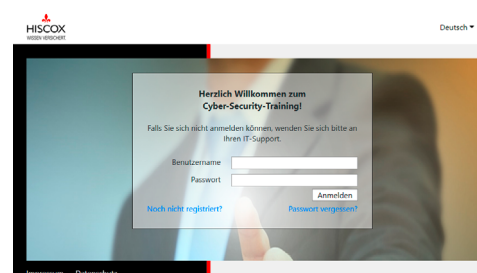 HISCOX
WISSEN VERSICHERT.
Deutsch
Herzlich Willkommen zum
Cyber-Security-Training!
Falls Sie sich nicht anmelden können, wenden Sie sich bitte an
Ihren IT-Support.
Benutzername
Passwort
Anmelden
Noch nicht registriert? Passwort vergessen?
Impressum Datenschutz